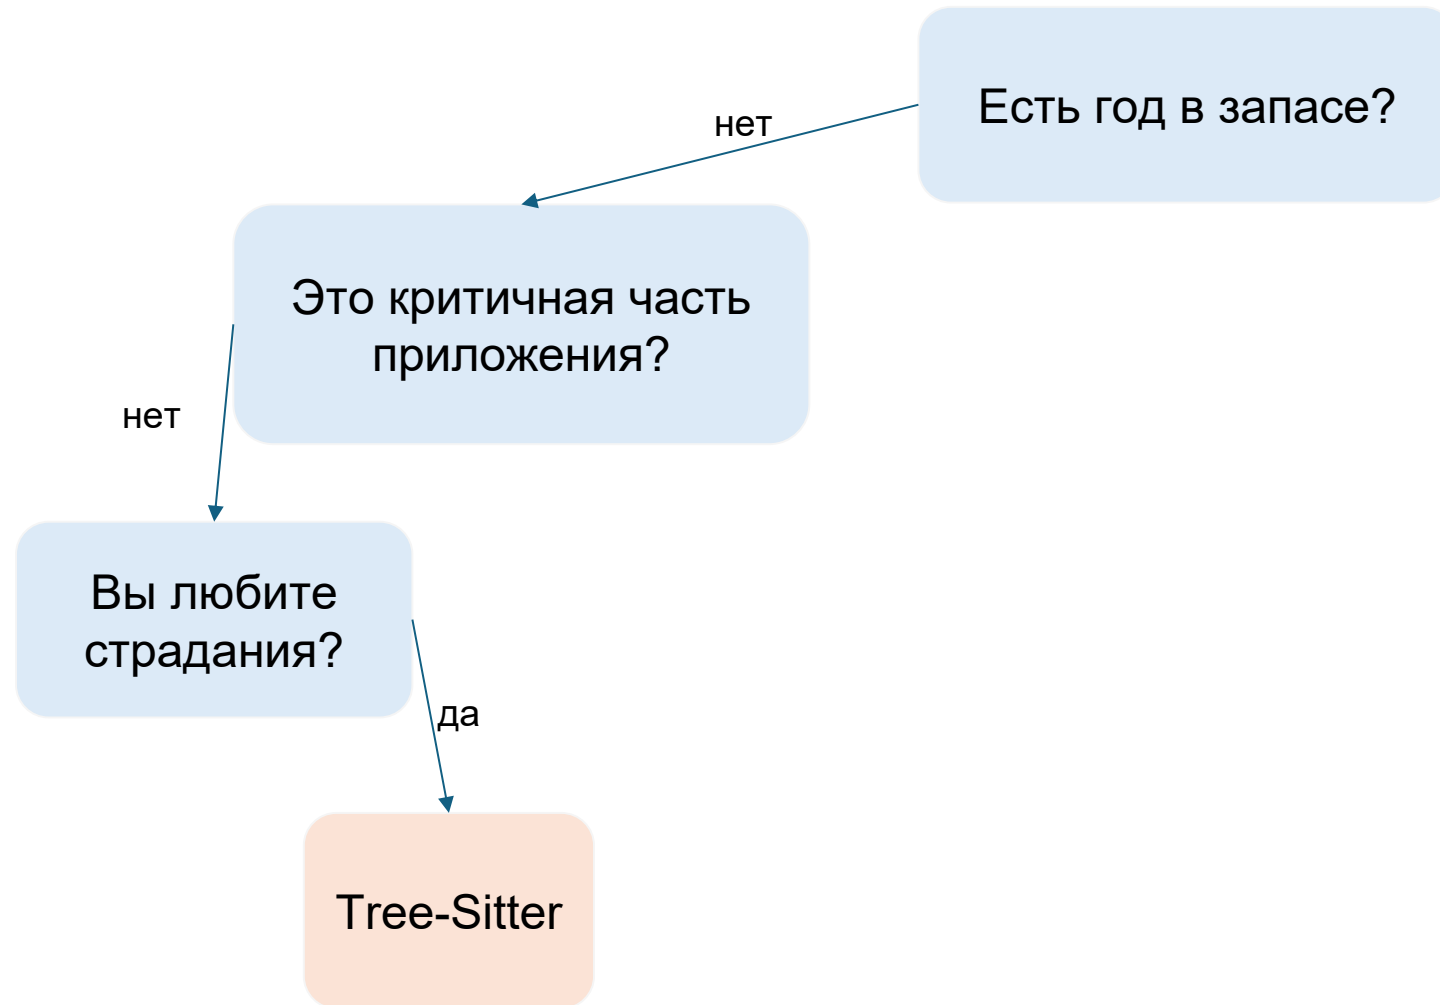 Есть год в запасе?
нет
Это критичная часть
приложения?
нет
Вы любите
страдания?
да
Tree-Sitter